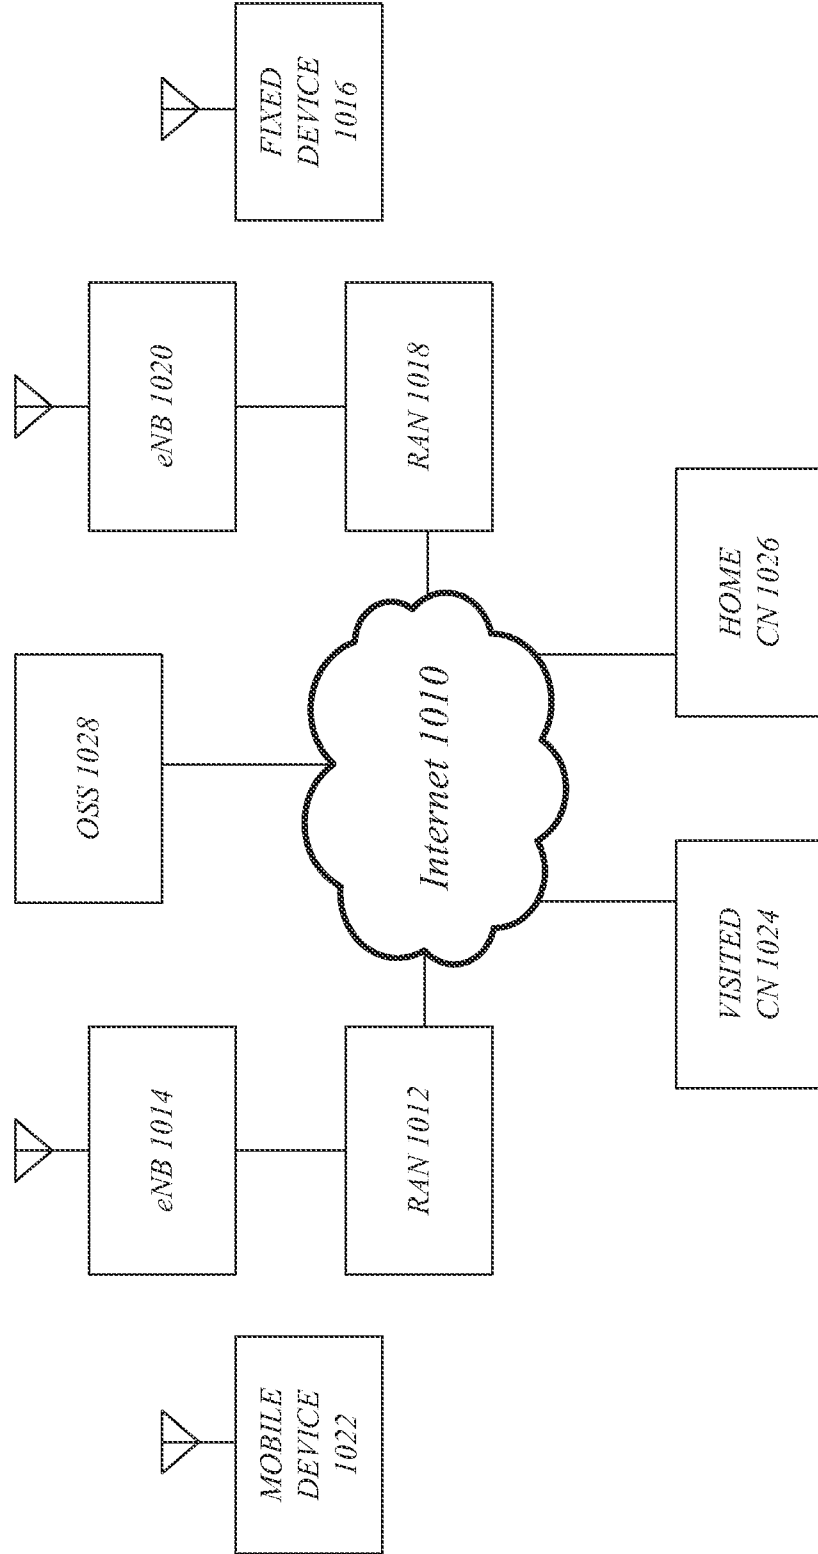 OSS 1028
eNB 1014
eNB 1020
MOBILE
DEVICE
1022
FIXED
DEVICE
1016
RAN 1012
Internet 1010
RAN 1018
VISITED
CN 1024
HOME
CN 1026